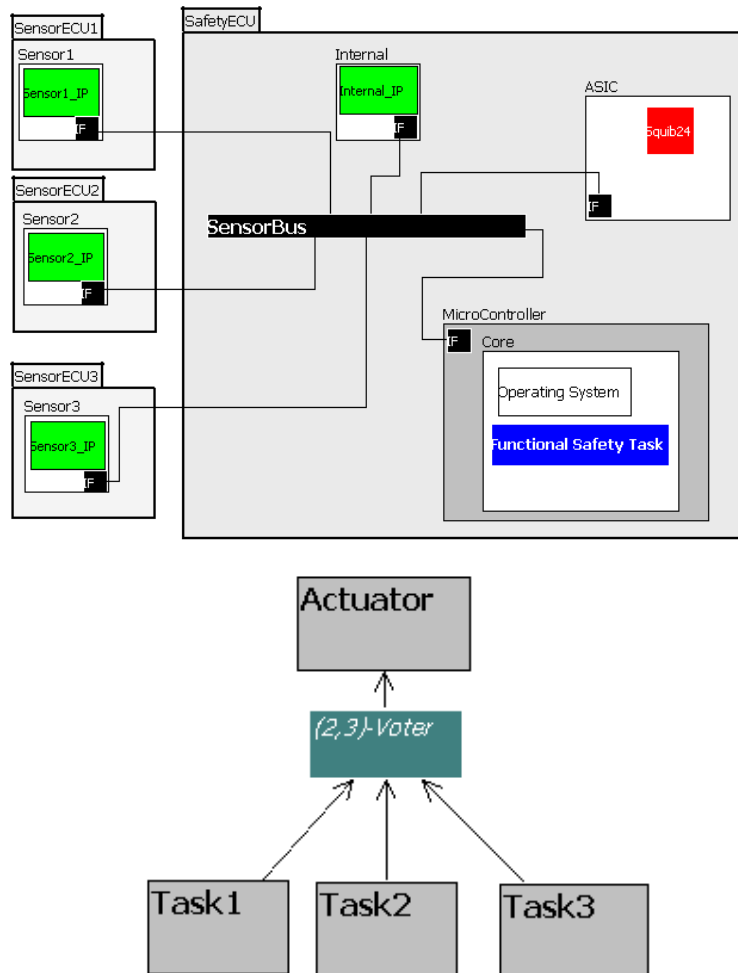 SensorECU1
SafetyECU
Sensor1
Sensor1_IP
IF
Internal
Internal_IP
IF
ASIC
Squib24
IF
SensorECU2
Sensor2
Sensor2_IP
IF
SensorBus
MicroController
IF
Core
Operating System
Functional Safety Task
SensorECU3
Sensor3
Sensor3_IP
IF
Actuator
(2,3)-Voter
Task1
Task2
Task3